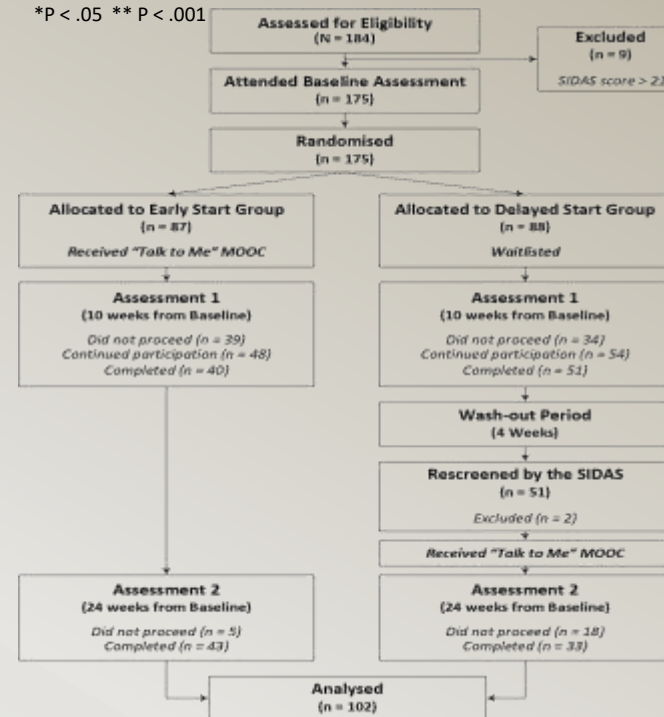 *P < .05 ** P < .001
Assessed for Eligibility
(N = 184)
Excluded
(n = 9)
SIDAS score > 21
Attended Baseline Assessment
(n = 175)
Randomised
(n = 175)
Allocated to Early Start Group
(n = 87)
Received "Talk to Me" MOOC
Allocated to Delayed Start Group
(n = 88)
Waitlisted
Assessment 1
(10 weeks from Baseline)
Did not proceed (n = 39)
Continued participation (n = 48)
Completed (n = 40)
Assessment 1
(10 weeks from Baseline)
Did not proceed (n = 34)
Continued participation (n = 54)
Completed (n = 51)
Wash-out Period
(4 Weeks)
Rescreened by the SIDAS
(n = 51)
Excluded (n = 2)
Received "Talk to Me" MOOC
Assessment 2
(24 weeks from Baseline)
Did not proceed (n = 5)
Completed (n = 43)
Assessment 2
(24 weeks from Baseline)
Did not proceed (n = 18)
Completed (n = 33)
Analysed
(n = 102)